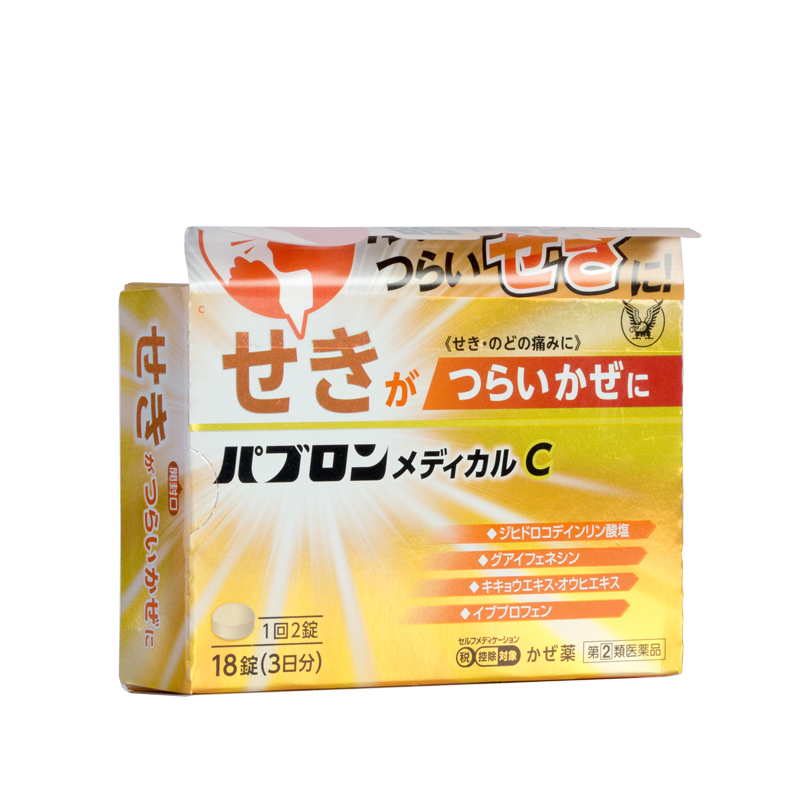 つらい せき に!
C
せきが
《せき・のどの痛みに》
つらいかぜに
パブロンメディカルC
◆ジヒドロコデインリン酸塩
◆グアイフェネシン
◆キキョウエキス・オウヒエキス
◆イブプロフェン
1回2錠
18錠(3日分)
セルフメディケーション
税 控除 対象
かぜ薬
指定第2類医薬品
せきがつらいかぜに
開封口